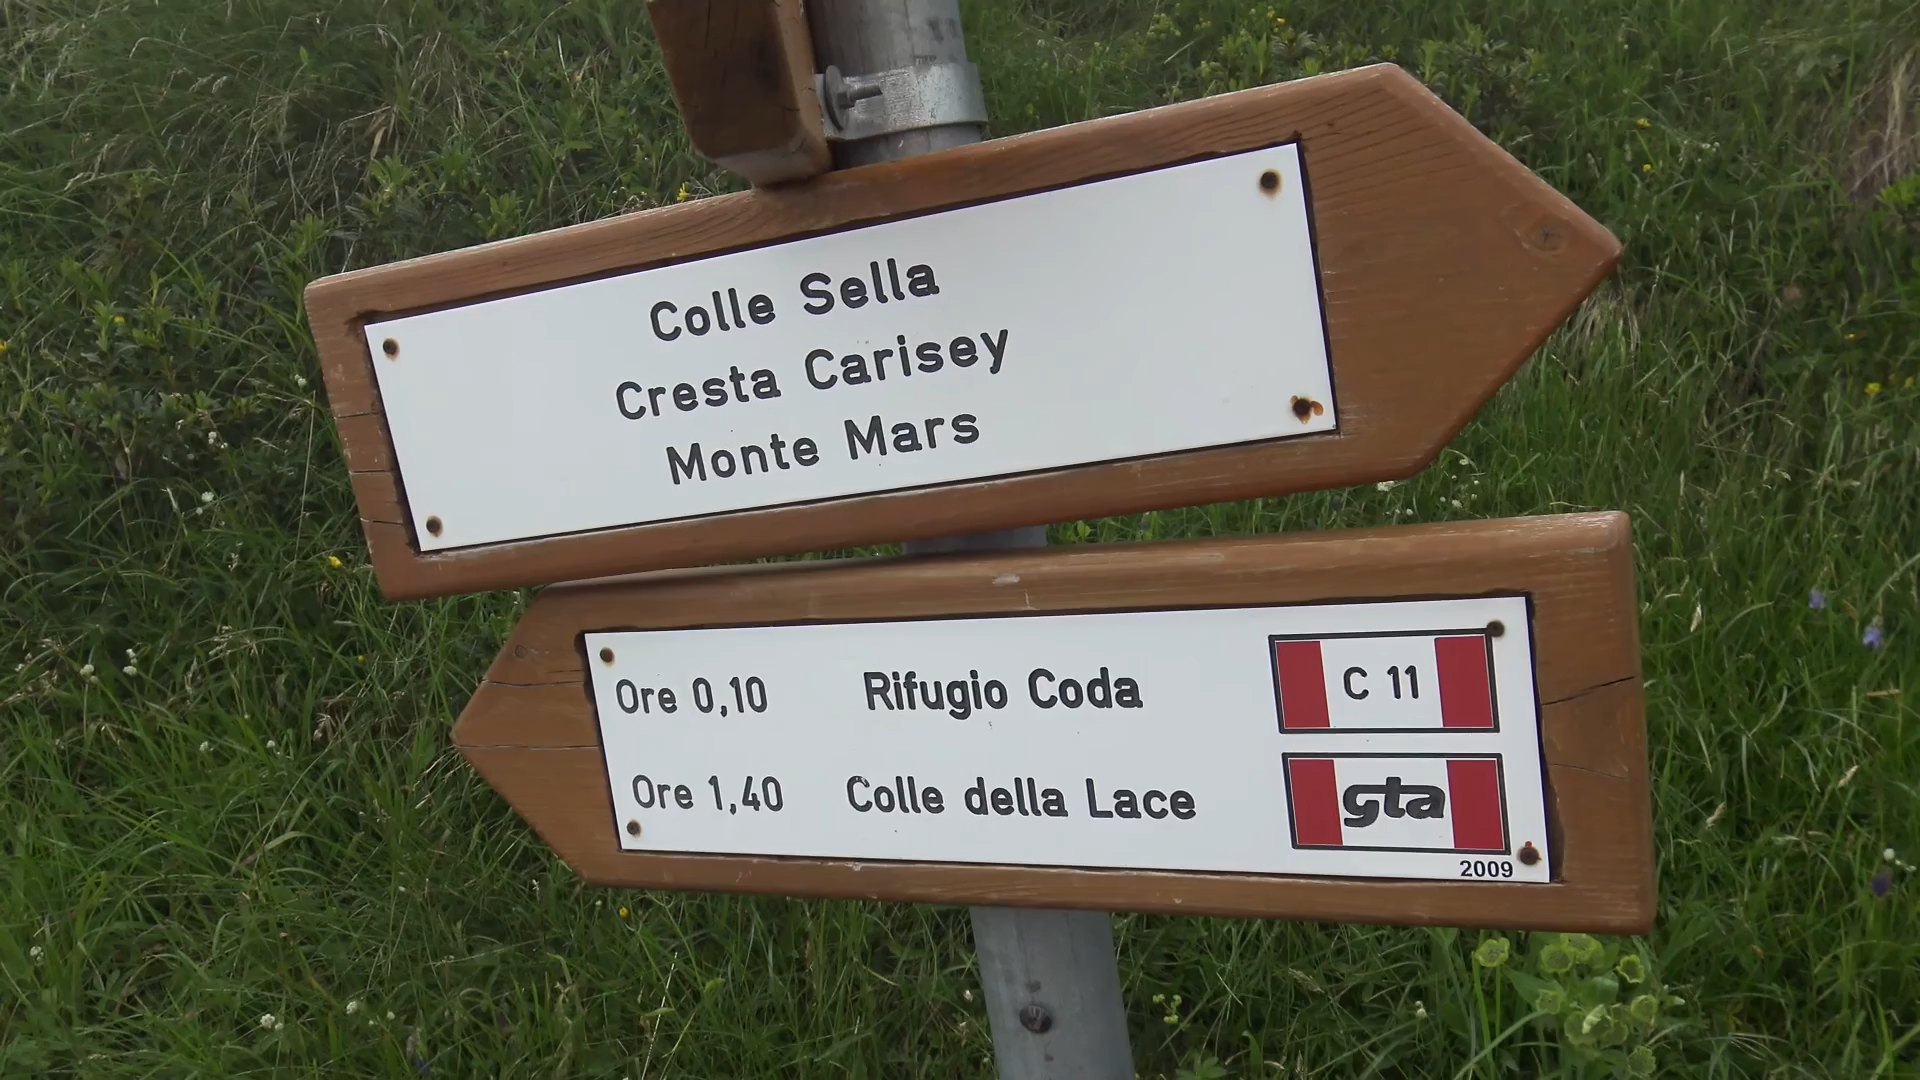 Colle Sella
Cresta Carisey
Monte Mars
Ore 0,10 Rifugio Coda C 11
Ore 1,40 Colle della Lace gta
2009